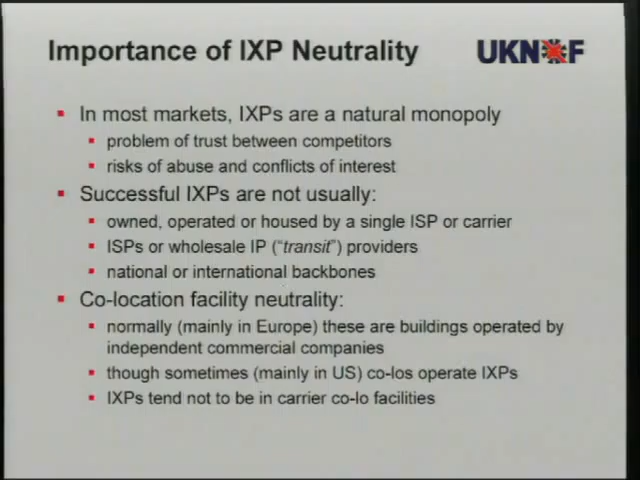 Importance of IXP Neutrality
UKNOF
In most markets, IXPs are a natural monopoly
problem of trust between competitors
risks of abuse and conflicts of interest
Successful IXPs are not usually:
owned, operated or housed by a single ISP or carrier
ISPs or wholesale IP ("transit") providers
national or international backbones
Co-location facility neutrality:
normally (mainly in Europe) these are buildings operated by
independent commercial companies
though sometimes (mainly in US) co-los operate IXPs
IXPs tend not to be in carrier co-lo facilities